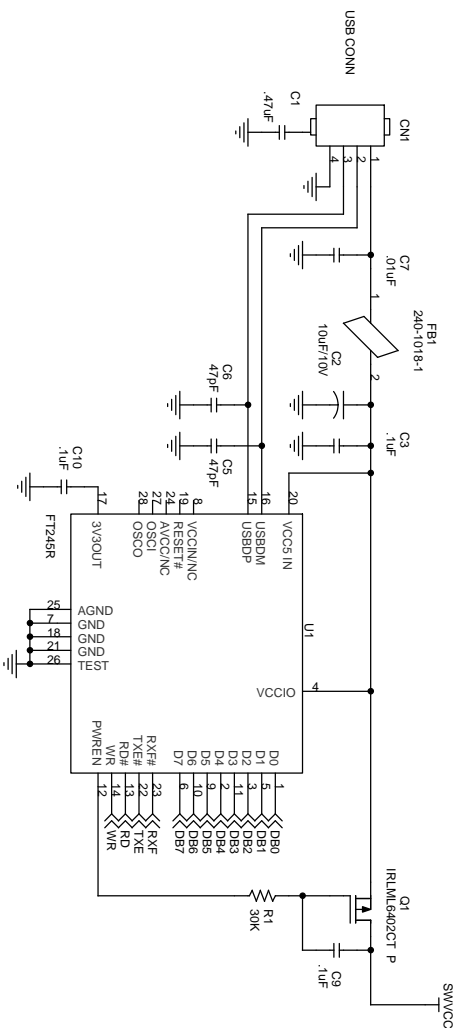 USB CONN
CN1
1
2
3
4
C1
.47uF
C7
.01uF
1
FB1
240-1018-1
2
C2
10uF/10V
C3
.1uF
C6
47pF
C5
47pF
C10
.1uF
U1
FT245R
20 VCC5 IN
16 USBDM
15 USBDP
8 VCCIN/NC
19 RESET#
24 AVCC/NC
27 OSCI
28 OSCO
17 3V3OUT
VCCIO 4
25 AGND
7 GND
18 GND
21 GND
26 TEST
D0 1 DB0
D1 5 DB1
D2 3 DB2
D3 11 DB3
D4 2 DB4
D5 9 DB5
D6 10 DB6
D7 6 DB7
RXF# 23 RXF
TXE# 22 TXE
RD# 13 RD
WR 14 WR
PWREN 12
R1
30K
Q1
IRLML6402CT P
C9
.1uF
SWVCC